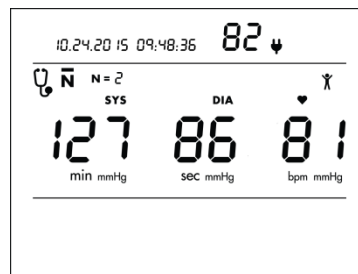 10.24.2015 09:48:36 82
N N = 2
SYS DIA
127 86 81
min mmHg sec mmHg bpm mmHg